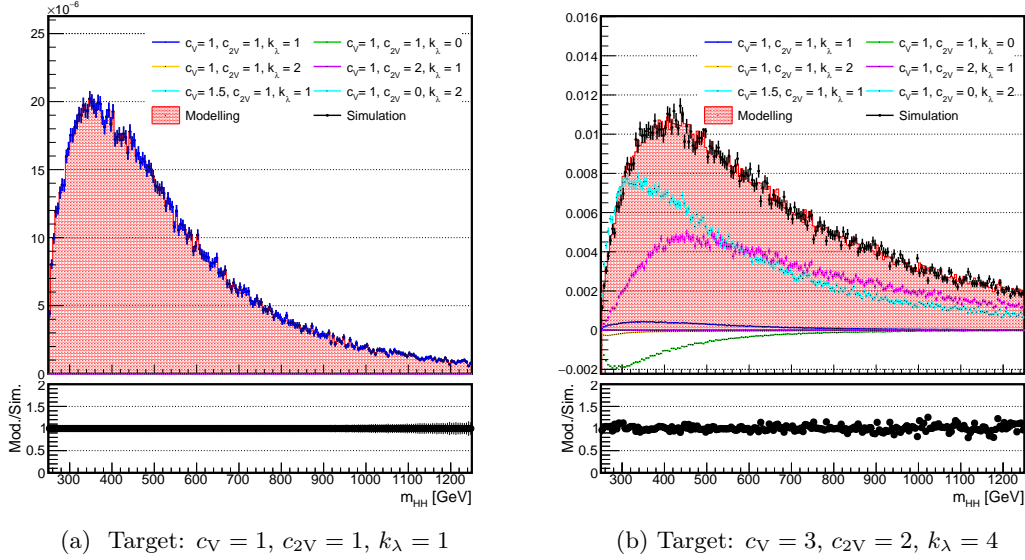 ×10⁻⁶
25
20
15
10
5
0
c_V= 1, c_2V= 1, k_λ = 1
c_V= 1, c_2V= 1, k_λ = 0
c_V= 1, c_2V= 1, k_λ = 2
c_V= 1, c_2V= 2, k_λ = 1
c_V= 1.5, c_2V= 1, k_λ = 1
c_V= 1, c_2V= 0, k_λ = 2
Modelling
Simulation
Mod./Sim.
2
1.5
1
0.5
0
300 400 500 600 700 800 900 1000 1100 1200
m_HH [GeV]
(a) Target: c_V = 1, c_2V = 1, k_λ = 1
0.016
0.014
0.012
0.01
0.008
0.006
0.004
0.002
0
−0.002
c_V= 1, c_2V= 1, k_λ = 1
c_V= 1, c_2V= 1, k_λ = 0
c_V= 1, c_2V= 1, k_λ = 2
c_V= 1, c_2V= 2, k_λ = 1
c_V= 1.5, c_2V= 1, k_λ = 1
c_V= 1, c_2V= 0, k_λ = 2
Modelling
Simulation
Mod./Sim.
2
1.5
1
0.5
0
300 400 500 600 700 800 900 1000 1100 1200
m_HH [GeV]
(b) Target: c_V = 3, c_2V = 2, k_λ = 4